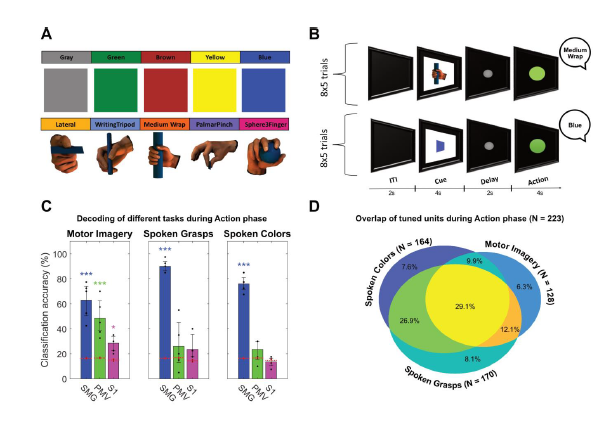 A
Gray Green Brown Yellow Blue
Lateral WritingTripod Medium Wrap PalmarPinch Sphere3Finger
B
8x5 trials
Medium
Wrap
8x5 trials
Blue
ITI Cue Delay Action
2s 4s 2s 4s
C
Decoding of different tasks during Action phase
Motor Imagery Spoken Grasps Spoken Colors
Classification accuracy (%)
100
80
60
40
20
0
*** *** *
***
***
SMG PMV S1
SMG PMV S1
SMG PMV S1
D
Overlap of tuned units during Action phase (N = 223)
Spoken Colors (N = 164)
Motor Imagery (N = 128)
7.6%
9.9%
6.3%
29.1%
26.9%
12.1%
8.1%
Spoken Grasps (N = 170)